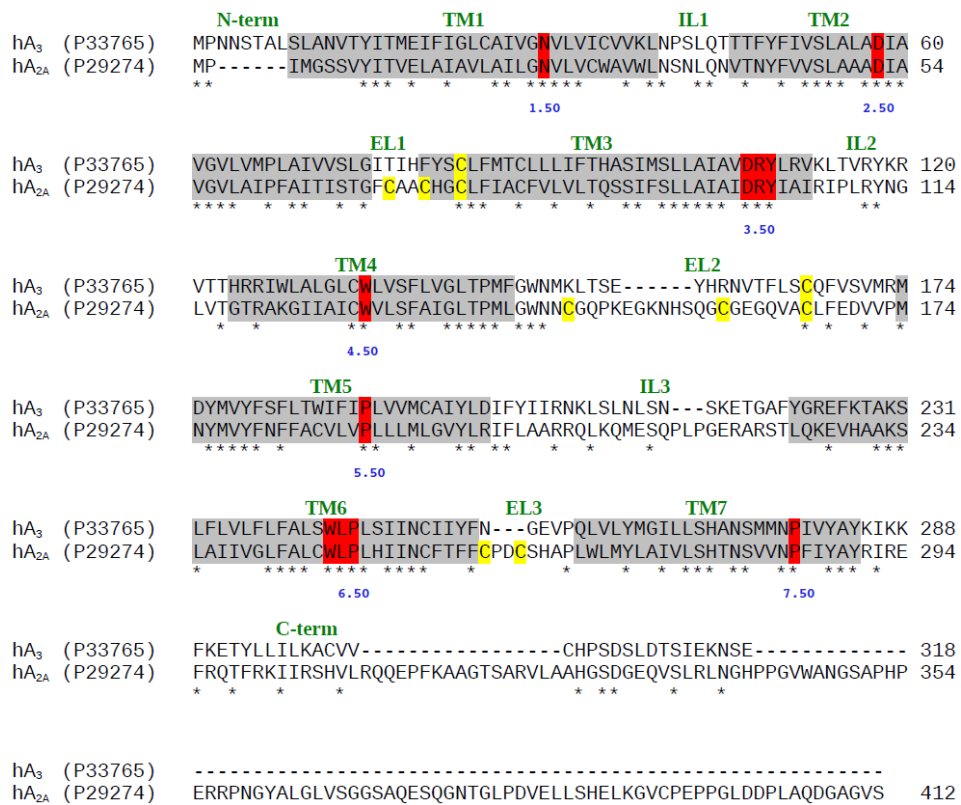 N-term TM1 IL1 TM2
hA3 (P33765) MPNNSTALSLANVTYITMEIFIGLCAIVGNVLVICVVKLNPSLQTTTFYFIVSLALADIA 60
hA2A (P29274) MP------IMGSSVYITVELAIAVLAILGNVLVCWAVWLNSNLQNVTNYFVVSLAAADIA 54
** *** * * ** ***** ** ** * ** **** ****
1.50 2.50
EL1 TM3 IL2
hA3 (P33765) VGVLVMPLAIVVSLGITIHFYSCLFMTCLLLIFTHASIMSLLAIAVDRYLRVKLTVRYKR 120
hA2A (P29274) VGVLAIPFAITISTGFCAACHGCLFIACFVLVLTQSSIFSLLAIAIDRYIAIRIPLRYNG 114
**** * ** * * *** * * * ** ****** *** **
3.50
TM4 EL2
hA3 (P33765) VTTHRRIWLALGLCWLVSFLVGLTPMFGWNMKLTSE------YHRNVTFLSCQFVSVMRM 174
hA2A (P29274) LVTGTRAKGIIAICWVLSFAIGLTPMLGWNNCGQPKEGKNHSQGCGEGQVACLFEDVVPM 174
* * ** ** ***** *** * * * *
4.50
TM5 IL3
hA3 (P33765) DYMVYFSFLTWIFIPLVVMCAIYLDIFYIIRNKLSLNLSN---SKETGAFYGREFKTAKS 231
hA2A (P29274) NYMVYFNFFACVLVPLLLMLGVYLRIFLAARRQLKQMESQPLPGERARSTLQKEVHAAKS 234
***** * ** * ** ** * * * * ***
5.50
TM6 EL3 TM7
hA3 (P33765) LFLVLFLFALSWLPLSIINCIIYFN---GEVPQLVLYMGILLSHANSMMNPIVYAYKIKK 288
hA2A (P29274) LAIIVGLFALCWLPLHIINCFTFFCPDCSHAPLWLMYLAIVLSHTNSVVNPFIYAYRIRE 294
* **** *** **** * * * * *** ** ** *** *
6.50 7.50
C-term
hA3 (P33765) FKETYLLILKACVV-----------------CHPSDSLDTSIEKNSE------------- 318
hA2A (P29274) FRQTFRKIIRSHVLRQQEPFKAAGTSARVLAAHGSDGEQVSLRLNGHPPGVWANGSAPHP 354
* * * * * ** * *
hA3 (P33765) ----------------------------------------------------------
hA2A (P29274) ERRPNGYALGLVSGGSAQESQGNTGLPDVELLSHELKGVCPEPPGLDDPLAQDGAGVS 412